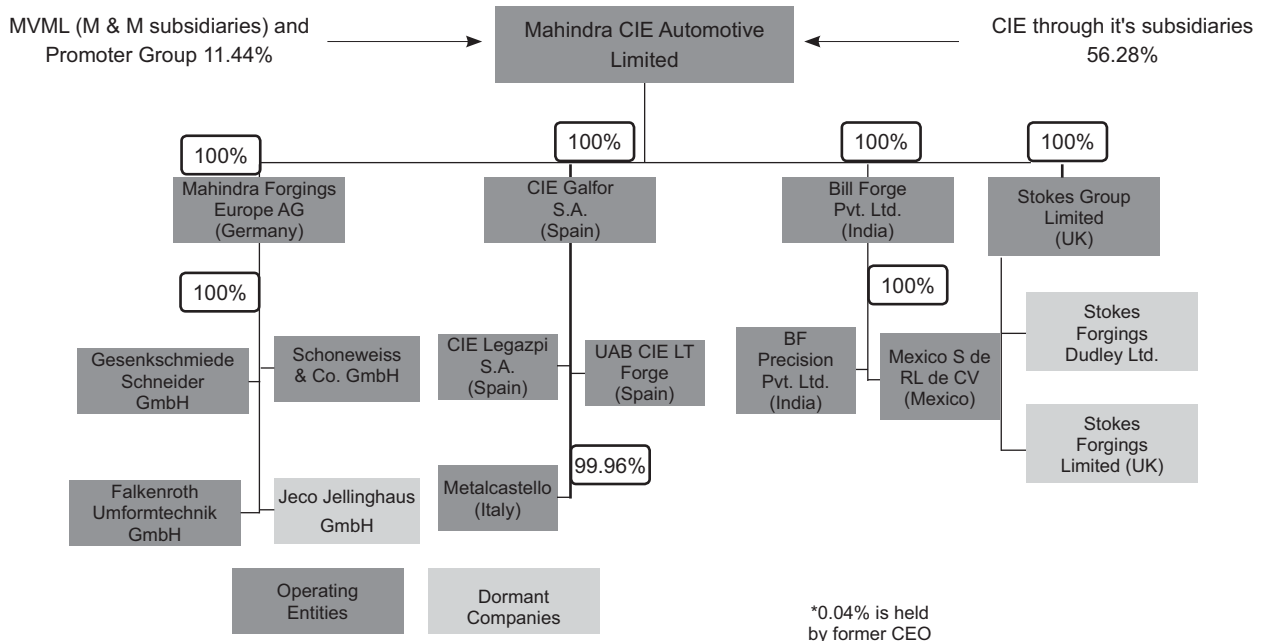 MVML (M & M subsidiaries) and
Promoter Group 11.44%
Mahindra CIE Automotive
Limited
CIE through it's subsidiaries
56.28%
100%
100%
100%
100%
Mahindra Forgings
Europe AG
(Germany)
CIE Galfor
S.A.
(Spain)
Bill Forge
Pvt. Ltd.
(India)
Stokes Group
Limited
(UK)
100%
100%
Gesenkschmiede
Schneider
GmbH
Schoneweiss
& Co. GmbH
CIE Legazpi
S.A.
(Spain)
UAB CIE LT
Forge
(Spain)
BF
Precision
Pvt. Ltd.
(India)
Mexico S de
RL de CV
(Mexico)
Stokes
Forgings
Dudley Ltd.
Stokes
Forgings
Limited (UK)
99.96%
Falkenroth
Umformtechnik
GmbH
Jeco Jellinghaus
GmbH
Metalcastello
(Italy)
Operating
Entities
Dormant
Companies
*0.04% is held
by former CEO